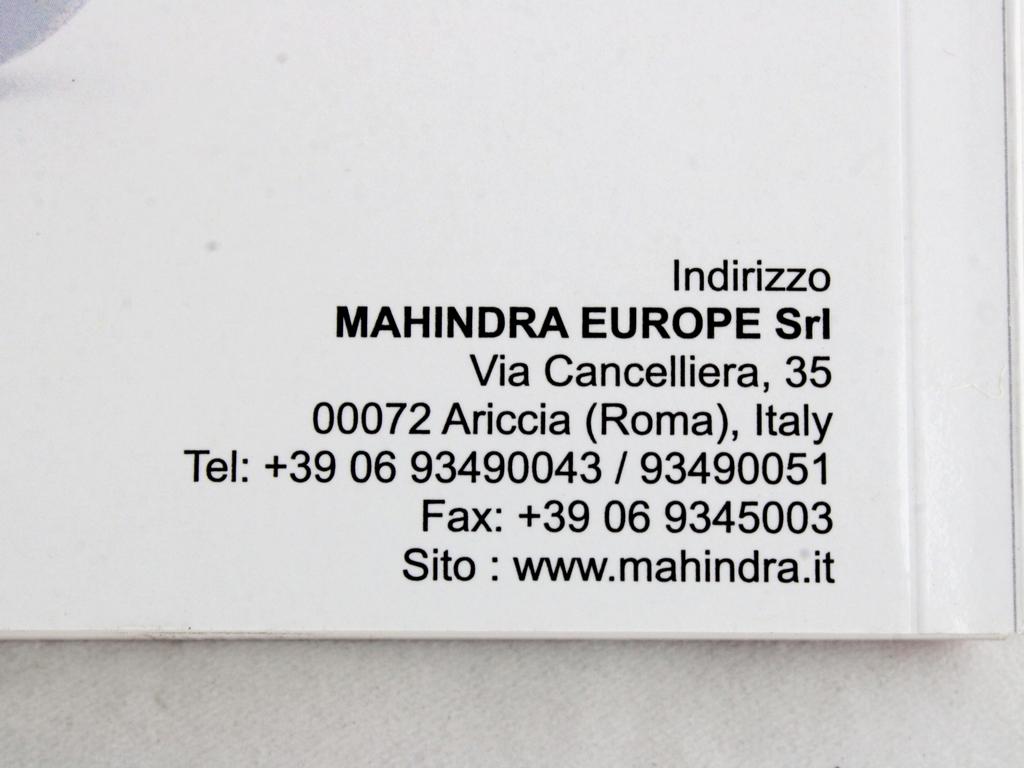 Indirizzo
MAHINDRA EUROPE Srl
Via Cancelliera, 35
00072 Ariccia (Roma), Italy
Tel: +39 06 93490043 / 93490051
Fax: +39 06 9345003
Sito : www.mahindra.it